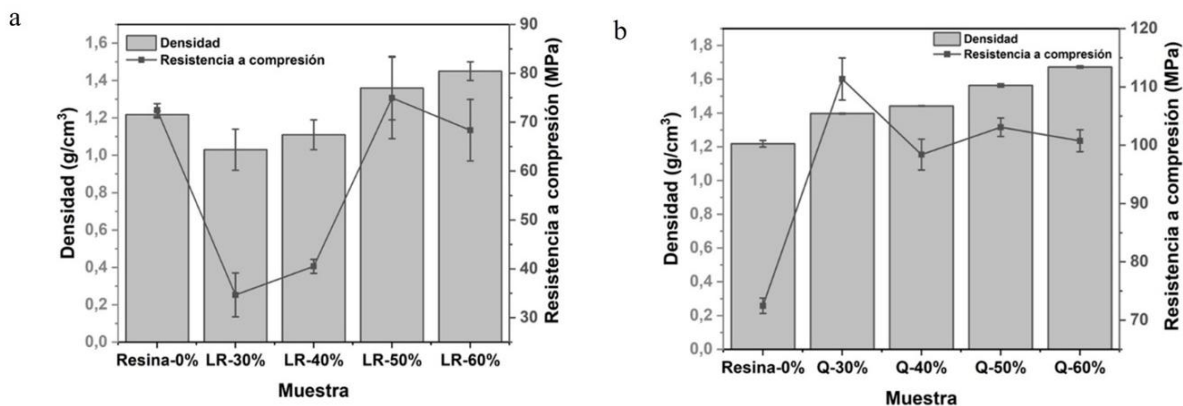 a
Densidad
Resistencia a compresión
Densidad (g/cm³)
1,6
1,4
1,2
1,0
0,8
0,6
0,4
0,2
0,0
Resistencia a compresión (MPa)
90
80
70
60
50
40
30
Resina-0% LR-30% LR-40% LR-50% LR-60%
Muestra
b
Densidad
Resistencia a compresión
Densidad (g/cm³)
1,8
1,6
1,4
1,2
1,0
0,8
0,6
0,4
0,2
0,0
Resistencia a compresión (MPa)
120
110
100
90
80
70
Resina-0% Q-30% Q-40% Q-50% Q-60%
Muestra